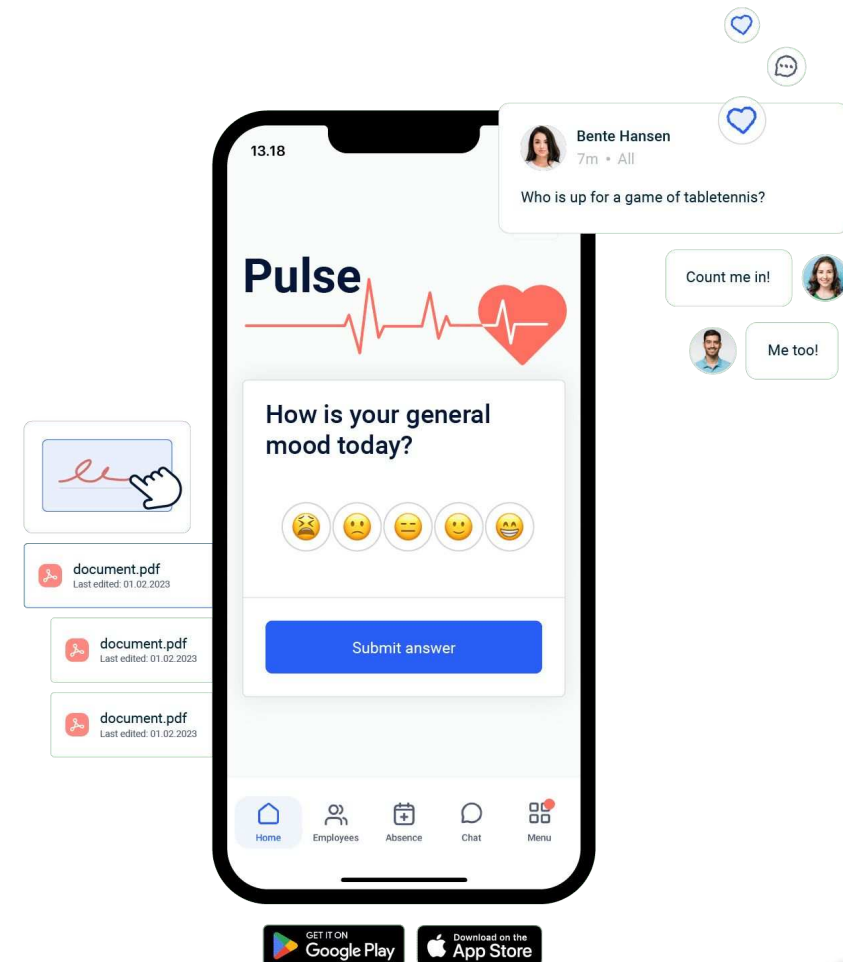 13.18
Bente Hansen
7m • All
Who is up for a game of tabletennis?
Count me in!
Me too!
Pulse
How is your general
mood today?
Submit answer
document.pdf
Last edited: 01.02.2023
document.pdf
Last edited: 01.02.2023
document.pdf
Last edited: 01.02.2023
Home
Employees
Absence
Chat
Menu
GET IT ON
Google Play
Download on the
App Store